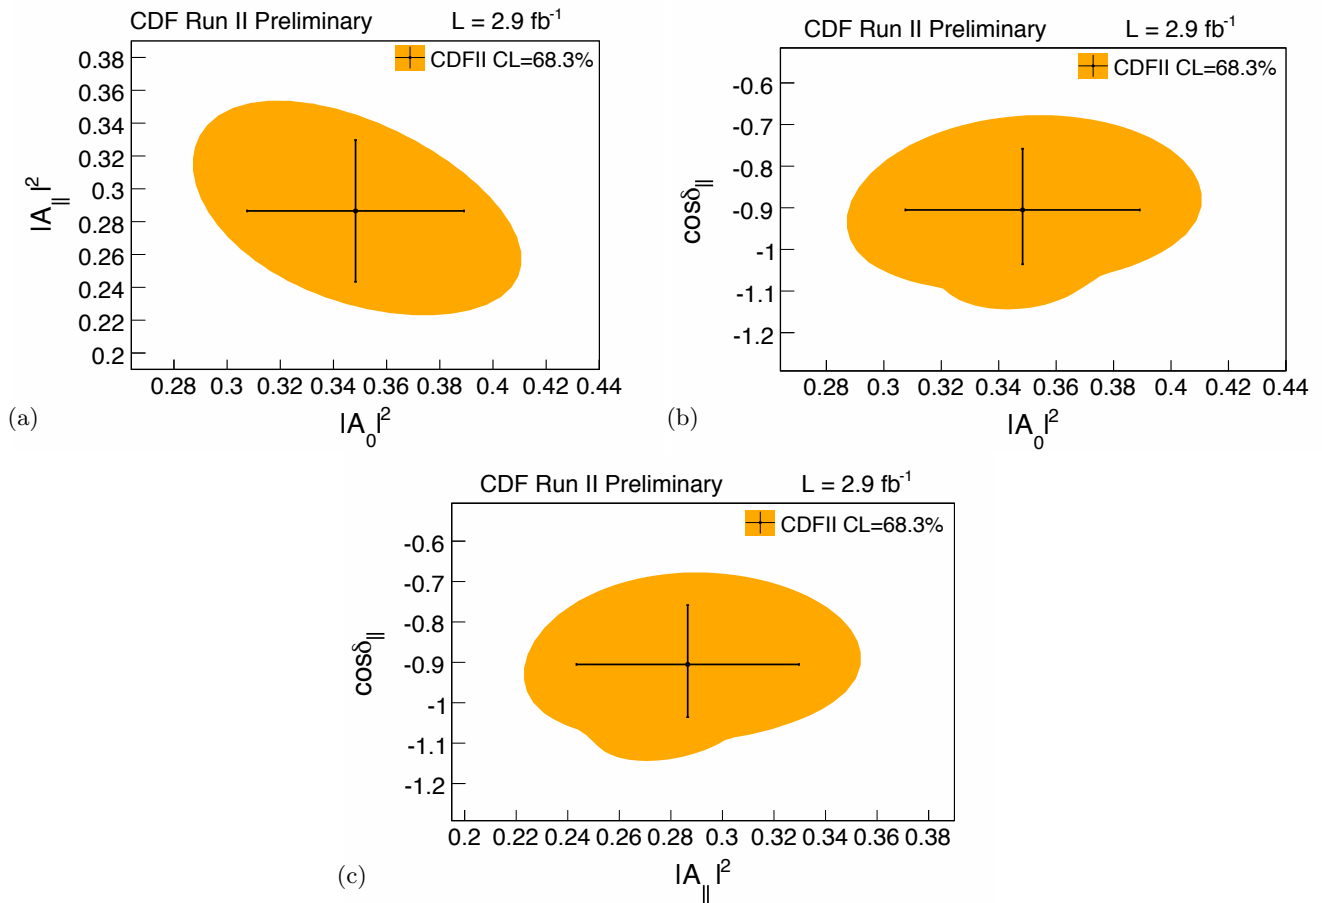 CDF Run II Preliminary L = 2.9 fb⁻¹
CDFII CL=68.3%
0.38
0.36
0.34
0.32
0.3
0.28
0.26
0.24
0.22
0.2
|A∥|²
0.28 0.3 0.32 0.34 0.36 0.38 0.4 0.42 0.44
|A₀|²
(a)
CDF Run II Preliminary L = 2.9 fb⁻¹
CDFII CL=68.3%
-0.6
-0.7
-0.8
-0.9
-1
-1.1
-1.2
cosδ∥
0.28 0.3 0.32 0.34 0.36 0.38 0.4 0.42 0.44
|A₀|²
(b)
CDF Run II Preliminary L = 2.9 fb⁻¹
CDFII CL=68.3%
-0.6
-0.7
-0.8
-0.9
-1
-1.1
-1.2
cosδ∥
0.2 0.22 0.24 0.26 0.28 0.3 0.32 0.34 0.36 0.38
|A∥|²
(c)